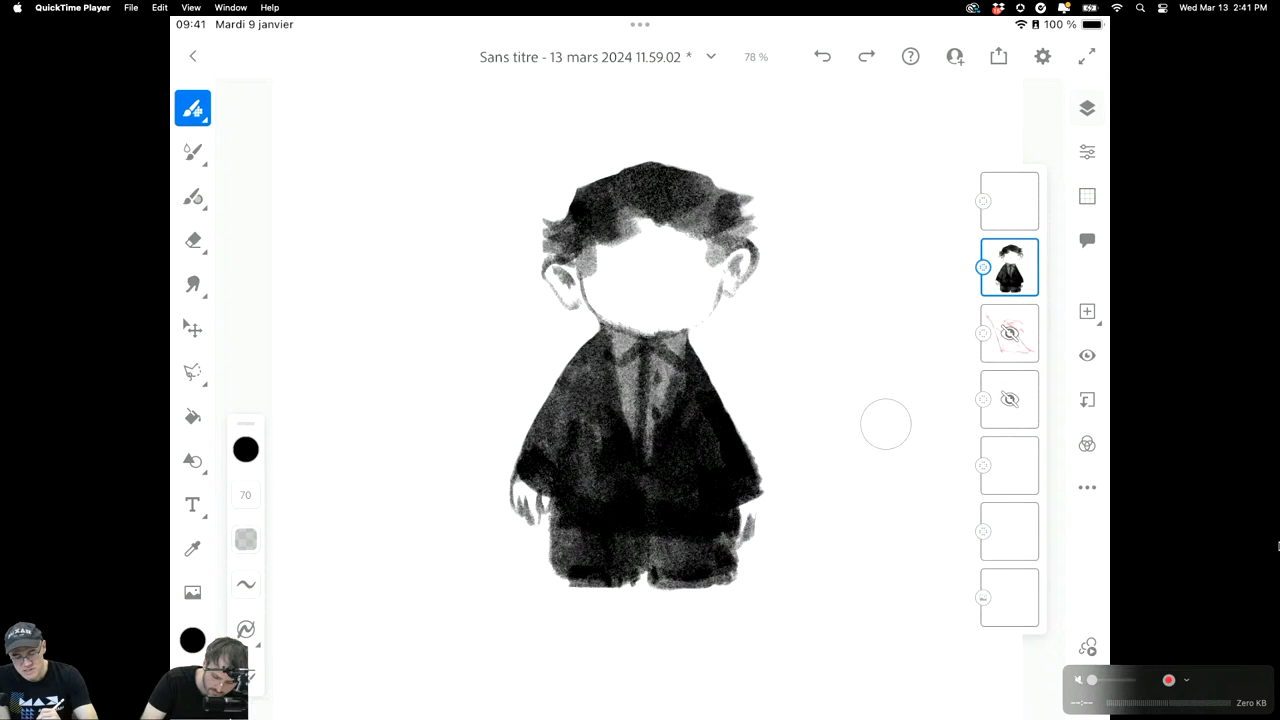 QuickTime Player File Edit View Window Help Wed Mar 13 2:41 PM
09:41 Mardi 9 janvier 100 %
Sans titre - 13 mars 2024 11.59.02 * 78 %
70
T
Zero KB